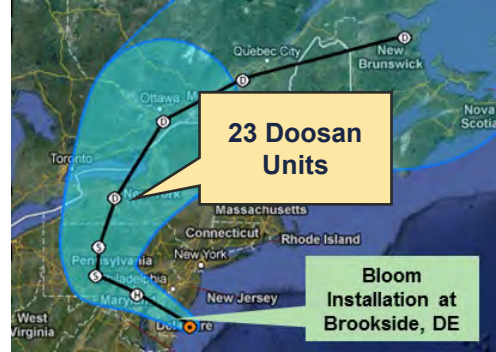 D
Quebec City
New
Brunswick
D
Ottawa
M
D
Nova
Scotia
23 Doosan
Units
Toronto
D
New York
Massachusetts
Connecticut
Rhode Island
S
Pennsylvania
New York
S
Philadelphia
H
Maryland
New Jersey
West
Virginia
Delaware
Bloom
Installation at
Brookside, DE